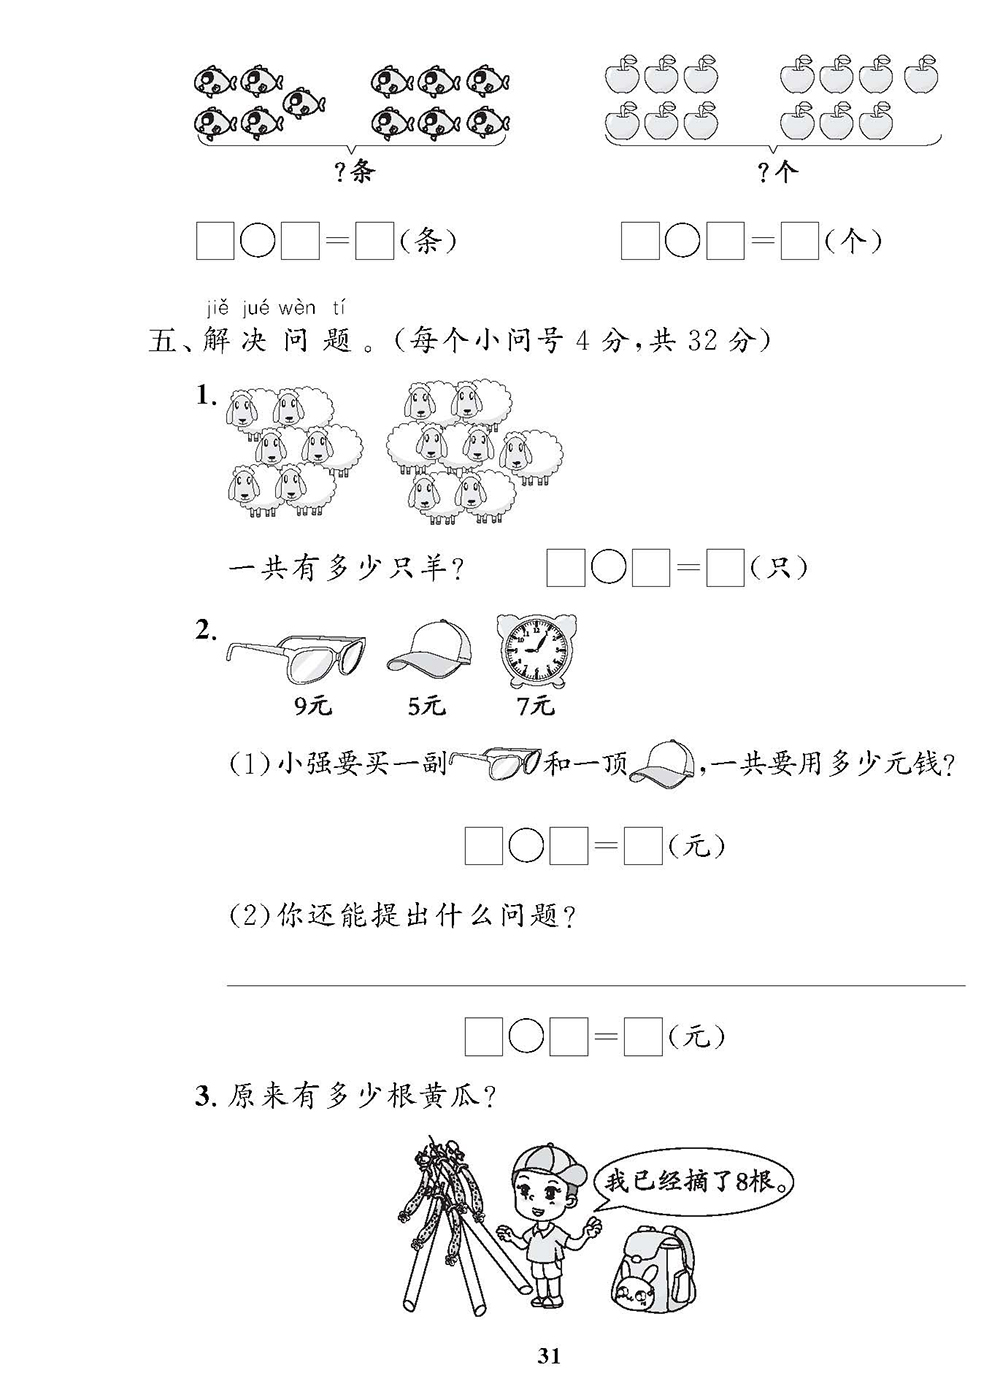 ?条 ?个
□○□=□(条) □○□=□(个)
jiě jué wèn tí
五、解决问题。(每个小问号4分,共32分)
1.
一共有多少只羊? □○□=□(只)
2.
9元 5元 7元
(1)小强要买一副 和一顶 ,一共要用多少元钱?
□○□=□(元)
(2)你还能提出什么问题?
□○□=□(元)
3. 原来有多少根黄瓜?
我已经摘了8根。
31